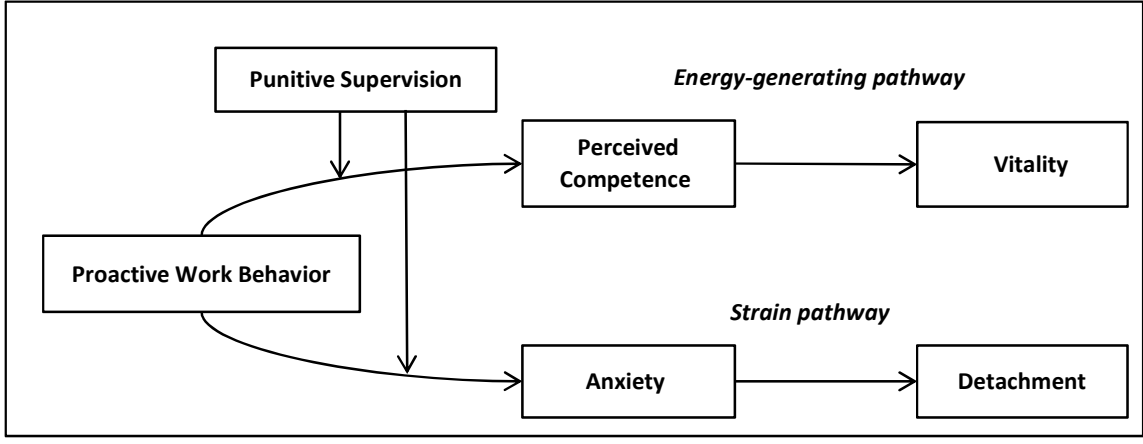 Punitive Supervision
Energy-generating pathway
Perceived
Competence
Vitality
Proactive Work Behavior
Strain pathway
Anxiety
Detachment